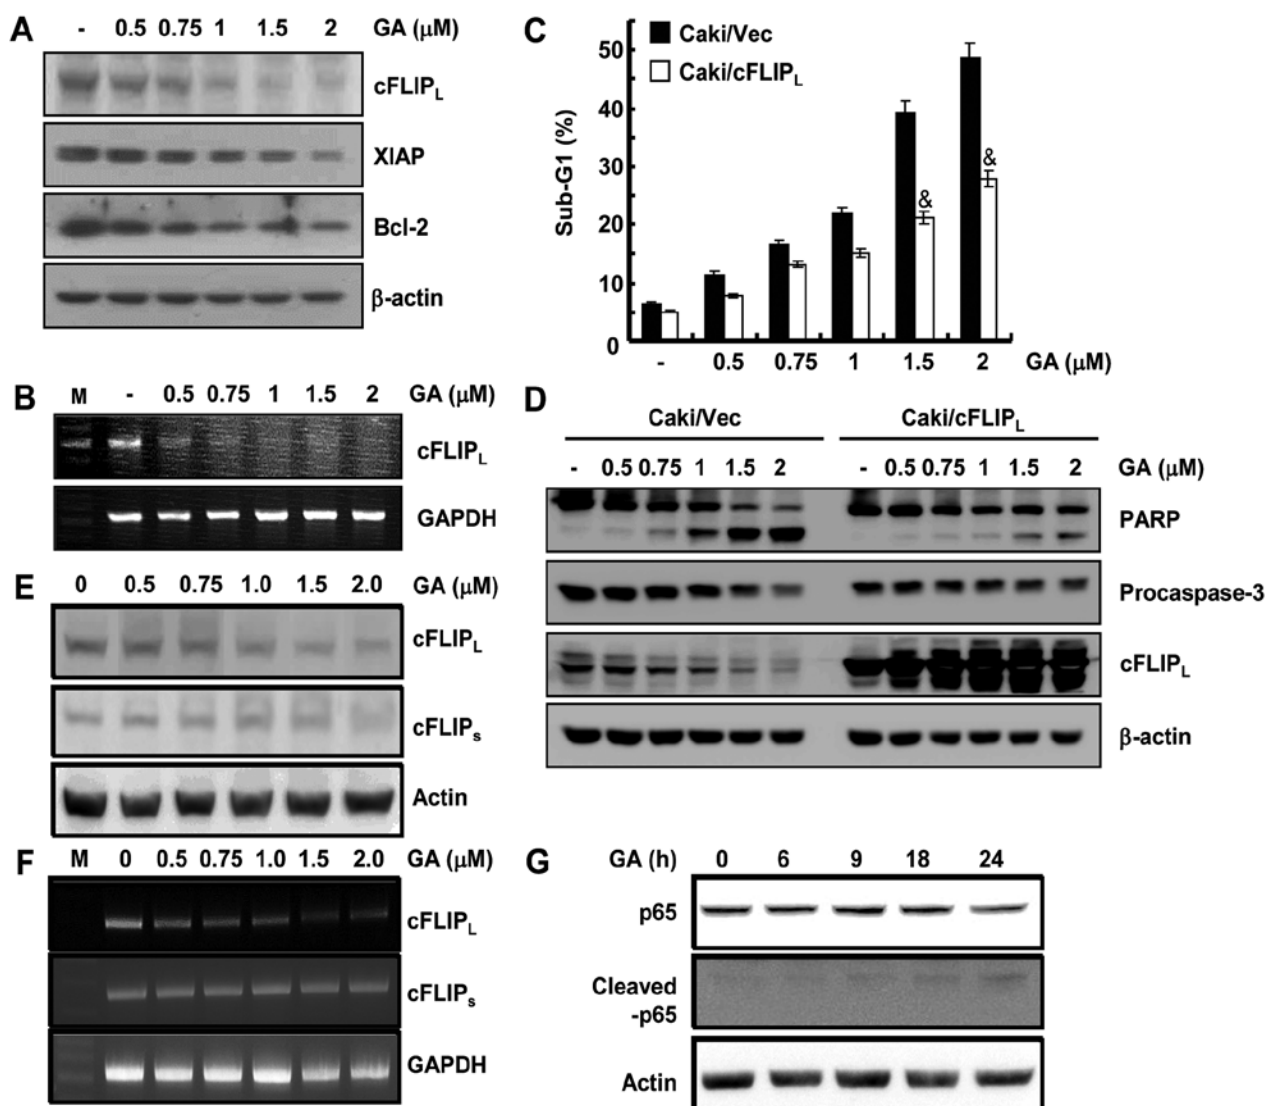 A
- 0.5 0.75 1 1.5 2 GA (μM)
cFLIPL
XIAP
Bcl-2
β-actin
B
M - 0.5 0.75 1 1.5 2 GA (μM)
cFLIPL
GAPDH
C
Caki/Vec
Caki/cFLIPL
Sub-G1 (%)
50
40
30
20
10
0
&
&
- 0.5 0.75 1 1.5 2 GA (μM)
D
Caki/Vec Caki/cFLIPL
- 0.5 0.75 1 1.5 2 - 0.5 0.75 1 1.5 2 GA (μM)
PARP
Procaspase-3
cFLIPL
β-actin
E
0 0.5 0.75 1.0 1.5 2.0 GA (μM)
cFLIPL
cFLIPs
Actin
F
M 0 0.5 0.75 1.0 1.5 2.0 GA (μM)
cFLIPL
cFLIPs
GAPDH
G
GA (h) 0 6 9 18 24
p65
Cleaved
-p65
Actin